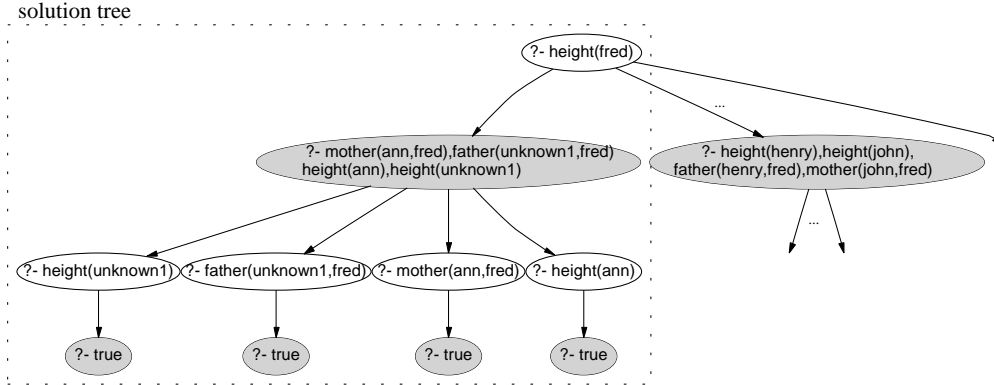 solution tree
?- height(fred)
...
?- mother(ann,fred),father(unknown1,fred)
height(ann),height(unknown1)
?- height(henry),height(john),
father(henry,fred),mother(john,fred)
...
?- height(unknown1)
?- father(unknown1,fred)
?- mother(ann,fred)
?- height(ann)
?- true
?- true
?- true
?- true